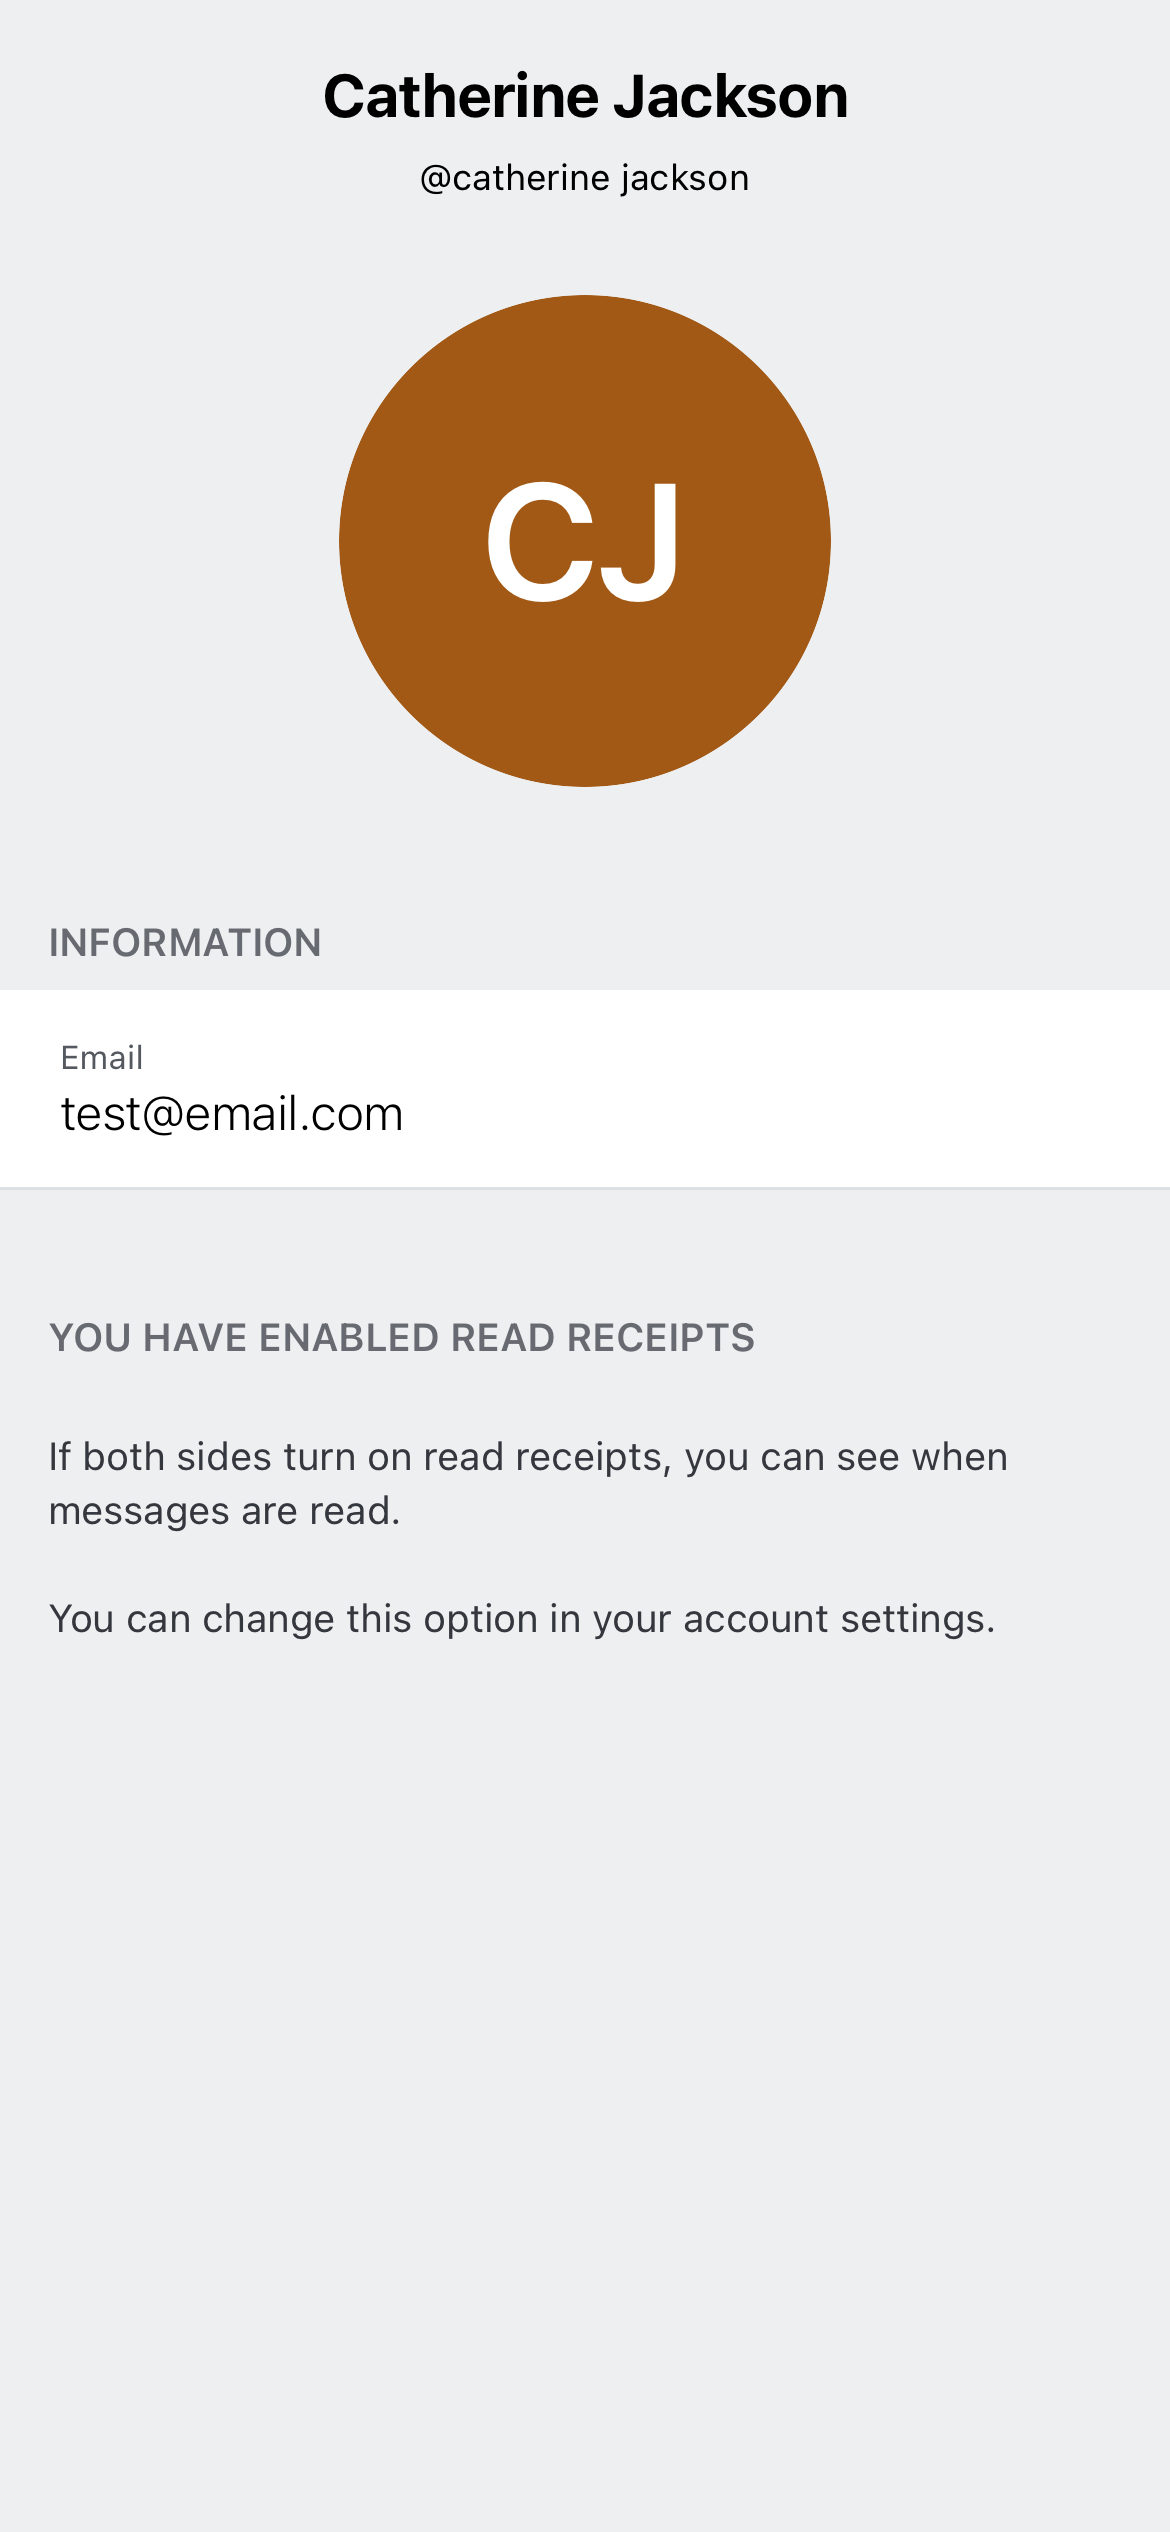 Catherine Jackson
@catherine jackson
CJ
INFORMATION
Email
test@email.com
YOU HAVE ENABLED READ RECEIPTS
If both sides turn on read receipts, you can see when
messages are read.
You can change this option in your account settings.